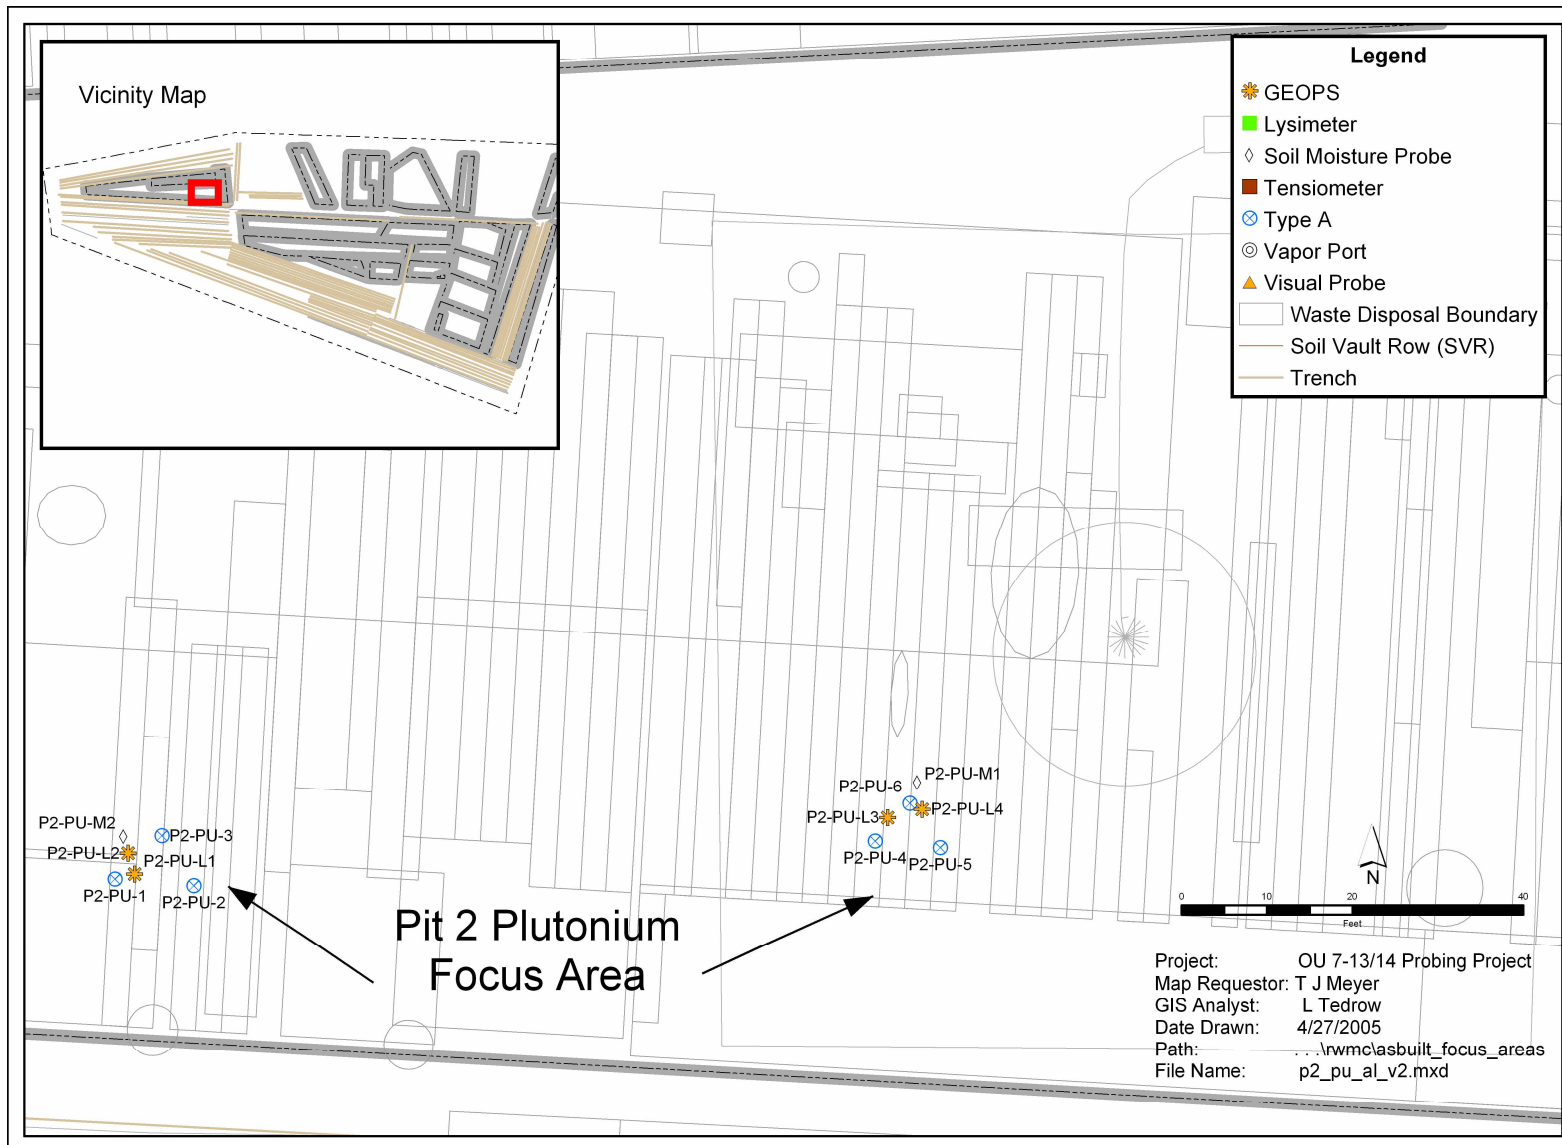 Vicinity Map
Legend
GEOPS
Lysimeter
Soil Moisture Probe
Tensiometer
Type A
Vapor Port
Visual Probe
Waste Disposal Boundary
Soil Vault Row (SVR)
Trench
P2-PU-M1
P2-PU-6
P2-PU-L3
P2-PU-L4
P2-PU-4
P2-PU-5
P2-PU-M2
P2-PU-3
P2-PU-L2
P2-PU-L1
P2-PU-1
P2-PU-2
Pit 2 Plutonium
Focus Area
N
0 10 20 40
Feet
Project: OU 7-13/14 Probing Project
Map Requestor: T J Meyer
GIS Analyst: L Tedrow
Date Drawn: 4/27/2005
Path: . . .\rwmc\asbuilt_focus_areas
File Name: p2_pu_al_v2.mxd